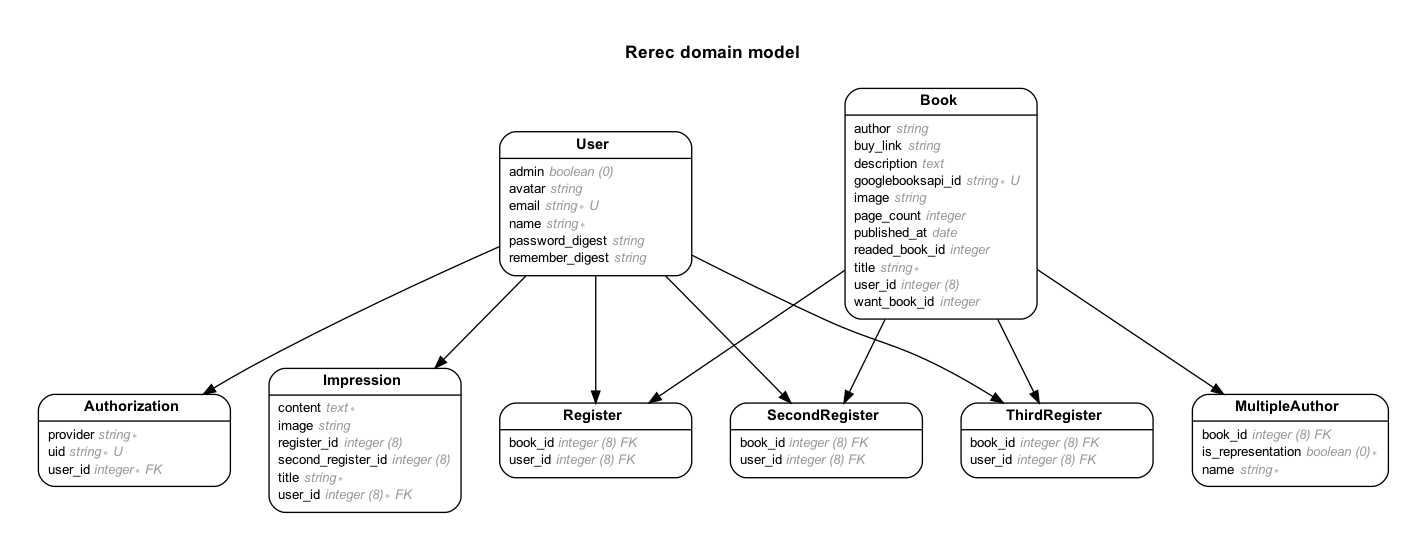 Rerec domain model
User
admin boolean (0)
avatar string
email string∗ U
name string∗
password_digest string
remember_digest string
Book
author string
buy_link string
description text
googlebooksapi_id string∗ U
image string
page_count integer
published_at date
readed_book_id integer
title string∗
user_id integer (8)
want_book_id integer
Authorization
provider string∗
uid string∗ U
user_id integer∗ FK
Impression
content text∗
image string
register_id integer (8)
second_register_id integer (8)
title string∗
user_id integer (8)∗ FK
Register
book_id integer (8) FK
user_id integer (8) FK
SecondRegister
book_id integer (8) FK
user_id integer (8) FK
ThirdRegister
book_id integer (8) FK
user_id integer (8) FK
MultipleAuthor
book_id integer (8) FK
is_representation boolean (0)∗
name string∗